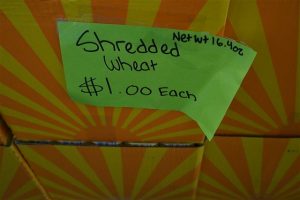 Shredded Net wt 16.4oz
Wheat
$1.00 Each